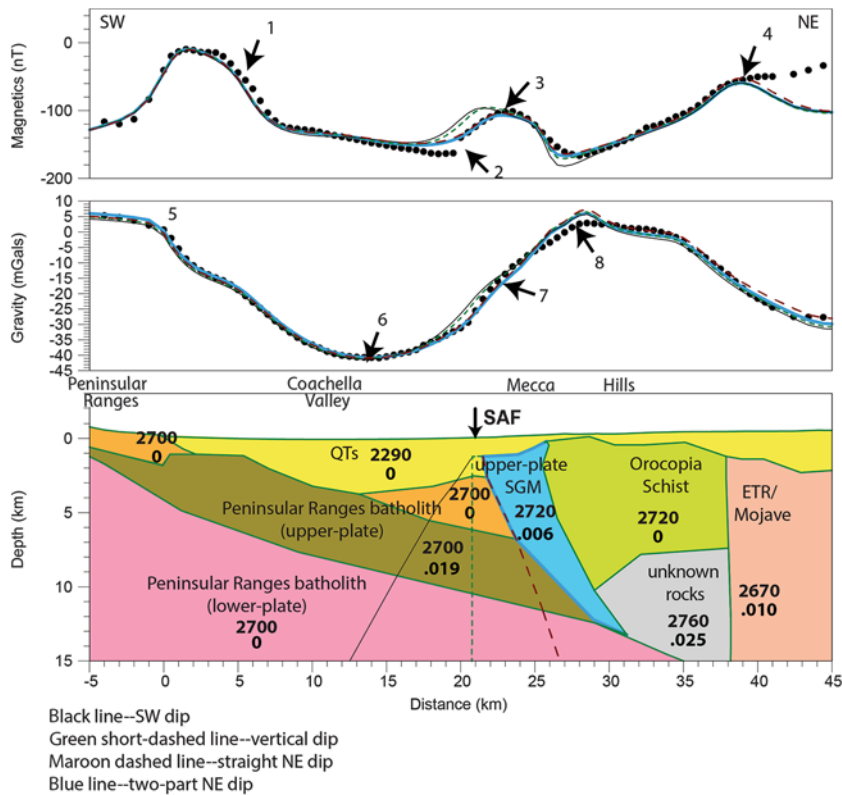 SW
NE
Magnetics (nT)
0
-100
-200
1
2
3
4
Gravity (mGals)
10
5
0
-5
-10
-15
-20
-25
-30
-35
-40
-45
5
6
7
8
Peninsular
Ranges
Coachella
Valley
Mecca
Hills
SAF
Depth (km)
0
5
10
15
2700
0
QTs
2290
0
Peninsular Ranges batholith
(upper-plate)
2700
0
2700
.019
Peninsular Ranges batholith
(lower-plate)
2700
0
upper-plate
SGM
2720
.006
Orocopia
Schist
2720
0
unknown
rocks
2760
.025
ETR/
Mojave
2670
.010
-5 0 5 10 15 20 25 30 35 40 45
Distance (km)
Black line--SW dip
Green short-dashed line--vertical dip
Maroon dashed line--straight NE dip
Blue line--two-part NE dip